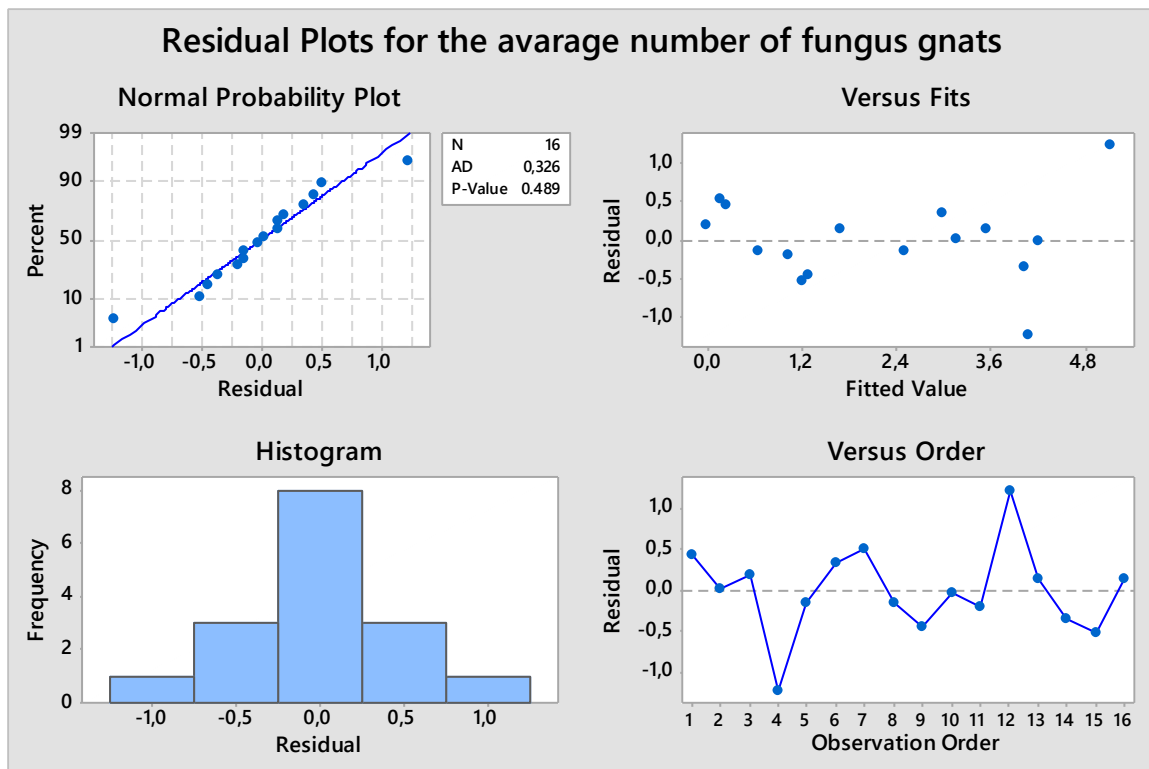 Residual Plots for the avarage number of fungus gnats
Normal Probability Plot
99
90
50
10
1
Percent
-1,0 -0,5 0,0 0,5 1,0
Residual
N 16
AD 0,326
P-Value 0.489
Versus Fits
1,0
0,5
0,0
-0,5
-1,0
Residual
0,0 1,2 2,4 3,6 4,8
Fitted Value
Histogram
8
6
4
2
0
Frequency
-1,0 -0,5 0,0 0,5 1,0
Residual
Versus Order
1,0
0,5
0,0
-0,5
-1,0
Residual
1 2 3 4 5 6 7 8 9 10 11 12 13 14 15 16
Observation Order